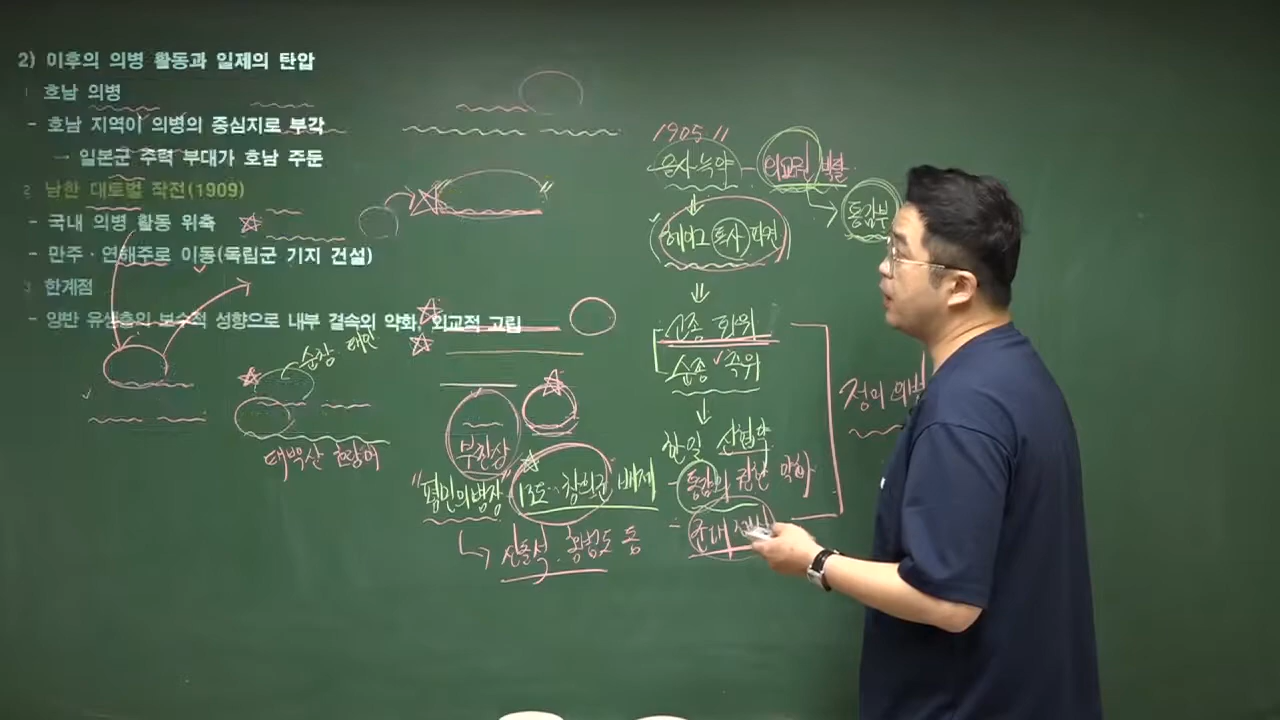 2) 이후의 의병 활동과 일제의 탄압
1 호남 의병
- 호남 지역이 의병의 중심지로 부각
→ 일본군 주력 부대가 호남 주둔
2 남한 대토벌 작전(1909)
- 국내 의병 활동 위축
- 만주·연해주로 이동(독립군 기지 건설)
3 한계점
- 양반 유생층의 보수적 성향으로 내부 결속의 악화, 외교적 고립
순창. 태인
태백산 호랑이
부진상
"평민의병장" 13도 창의군 배제
신돌석. 홍범도 등
1905 11
을사늑약 - 외교권 박탈
통감부
헤이그 특사 파견
고종 퇴위
순종 즉위
한일 신협약
- 통감의 권한 막강
- 군대 해산
정미의병